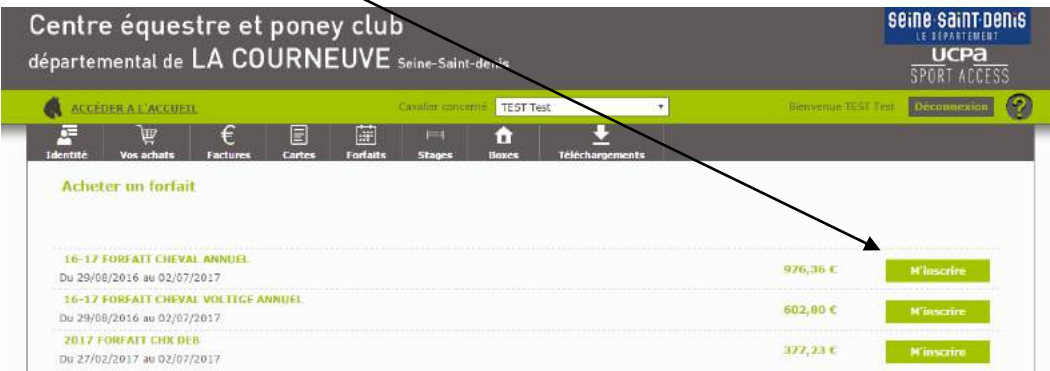 Centre équestre et poney club
départemental de LA COURNEUVE Seine-Saint-denis
seine-saint-denis
LE DÉPARTEMENT
UCPA
SPORT ACCESS
ACCÉDER A L'ACCUEIL
Cavalier concerné TEST Test
Bienvenue TEST Test
Déconnexion
?
Identité Vos achats Factures Cartes Forfaits Stages Boxes Téléchargements
Acheter un forfait
16-17 FORFAIT CHEVAL ANNUEL
Du 29/08/2016 au 02/07/2017
976,36 €
M'inscrire
16-17 FORFAIT CHEVAL VOLTIGE ANNUEL
Du 29/08/2016 au 02/07/2017
602,80 €
M'inscrire
2017 FORFAIT CHX DEB
Du 27/02/2017 au 02/07/2017
377,23 €
M'inscrire